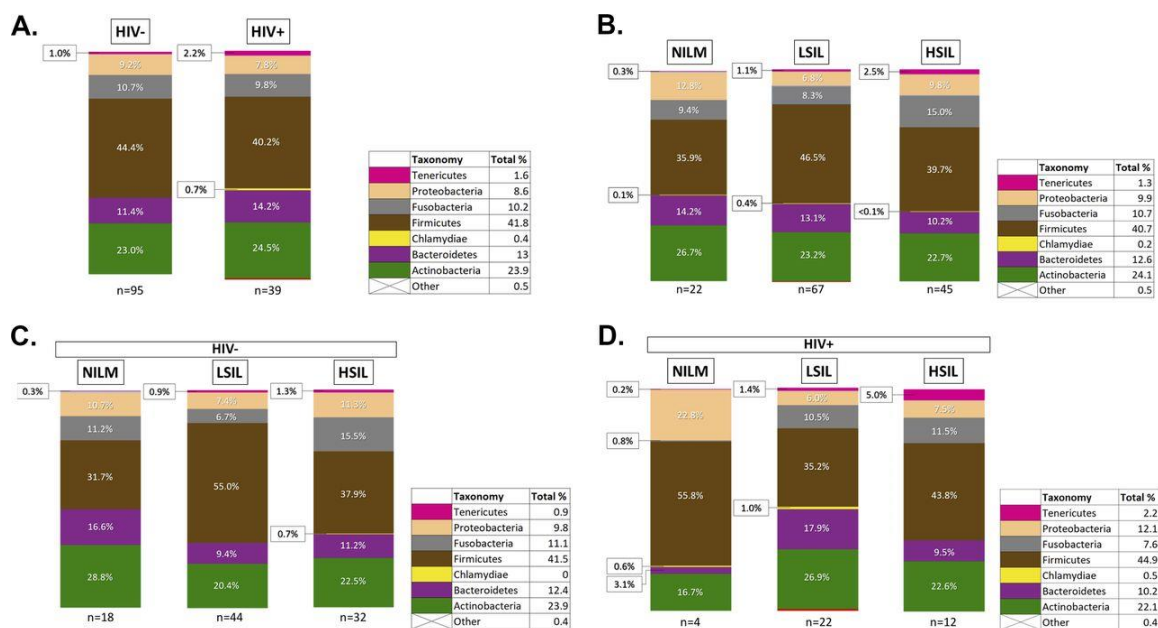 A.
HIV-
HIV+
1.0%
2.2%
9.2%
7.8%
10.7%
9.8%
44.4%
40.2%
0.7%
11.4%
14.2%
23.0%
24.5%
n=95
n=39
Taxonomy Total %
Tenericutes 1.6
Proteobacteria 8.6
Fusobacteria 10.2
Firmicutes 41.8
Chlamydiae 0.4
Bacteroidetes 13
Actinobacteria 23.9
Other 0.5
B.
NILM
LSIL
HSIL
0.3%
1.1%
2.5%
12.8%
6.8%
9.8%
9.4%
8.3%
15.0%
35.9%
46.5%
39.7%
0.1%
0.4%
<0.1%
14.2%
13.1%
10.2%
26.7%
23.2%
22.7%
n=22
n=67
n=45
Taxonomy Total %
Tenericutes 1.3
Proteobacteria 9.9
Fusobacteria 10.7
Firmicutes 40.7
Chlamydiae 0.2
Bacteroidetes 12.6
Actinobacteria 24.1
Other 0.5
C.
HIV-
NILM
LSIL
HSIL
0.3%
0.9%
1.3%
10.7%
7.4%
11.3%
11.2%
6.7%
15.5%
31.7%
55.0%
37.9%
0.7%
16.6%
9.4%
11.2%
28.8%
20.4%
22.5%
n=18
n=44
n=32
Taxonomy Total %
Tenericutes 0.9
Proteobacteria 9.8
Fusobacteria 11.1
Firmicutes 41.5
Chlamydiae 0
Bacteroidetes 12.4
Actinobacteria 23.9
Other 0.4
D.
HIV+
NILM
LSIL
HSIL
0.2%
1.4%
5.0%
22.8%
6.0%
7.5%
0.8%
10.5%
11.5%
55.8%
35.2%
43.8%
1.0%
0.6%
3.1%
17.9%
9.5%
16.7%
26.9%
22.6%
n=4
n=22
n=12
Taxonomy Total %
Tenericutes 2.2
Proteobacteria 12.1
Fusobacteria 7.6
Firmicutes 44.9
Chlamydiae 0.5
Bacteroidetes 10.2
Actinobacteria 22.1
Other 0.4